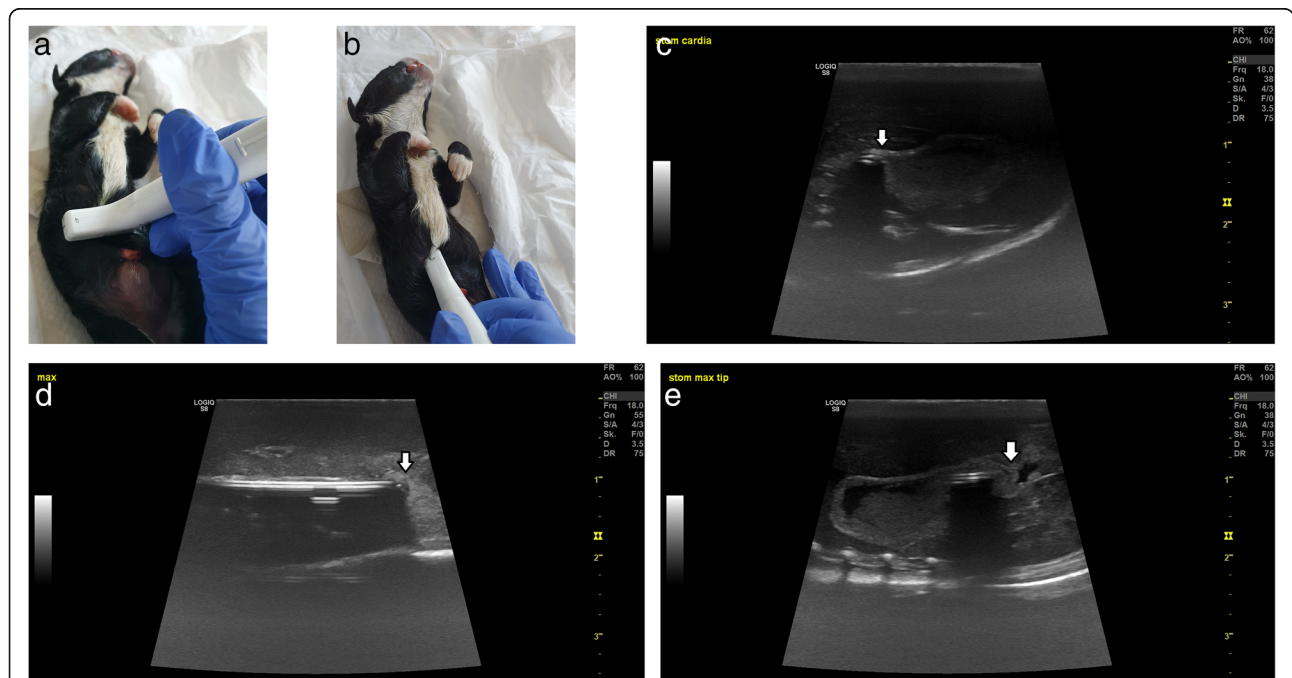 a
b
c
stom cardia
LOGIQ
S8
FR 62
AO% 100
CHI
Frq 18.0
Gn 38
S/A 4/3
Sk. F/0
D 3.5
DR 75
1
2
3
d
max
LOGIQ
S8
FR 62
AO% 100
CHI
Frq 18.0
Gn 55
S/A 4/3
Sk. F/0
D 3.5
DR 75
1
2
3
e
stom max tip
LOGIQ
S8
FR 62
AO% 100
CHI
Frq 18.0
Gn 38
S/A 4/3
Sk. F/0
D 3.5
DR 75
1
2
3